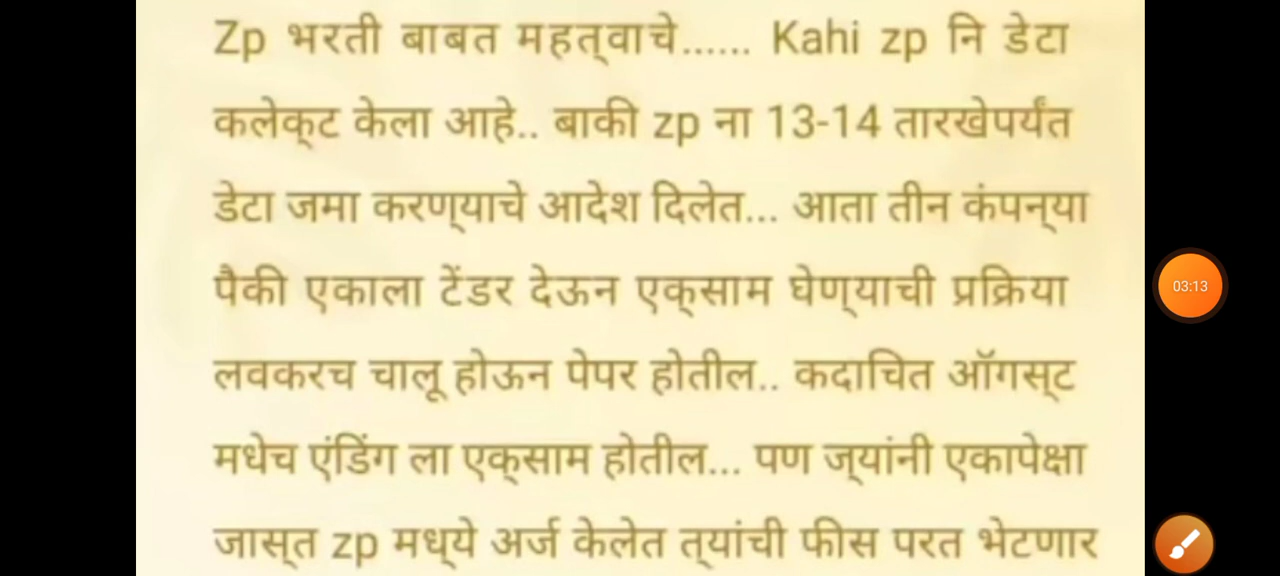 Zp भरती बाबत महत्वाचे...... Kahi zp नि डेटा
कलेक्ट केला आहे.. बाकी zp ना 13-14 तारखेपर्यंत
डेटा जमा करण्याचे आदेश दिलेत... आता तीन कंपन्या
पैकी एकाला टेंडर देऊन एक्साम घेण्याची प्रक्रिया
लवकरच चालू होऊन पेपर होतील.. कदाचित ऑगस्ट
मधेच एंडिंग ला एक्साम होतील... पण ज्यांनी एकापेक्षा
जास्त zp मध्ये अर्ज केलेत त्यांची फीस परत भेटणार
03:13